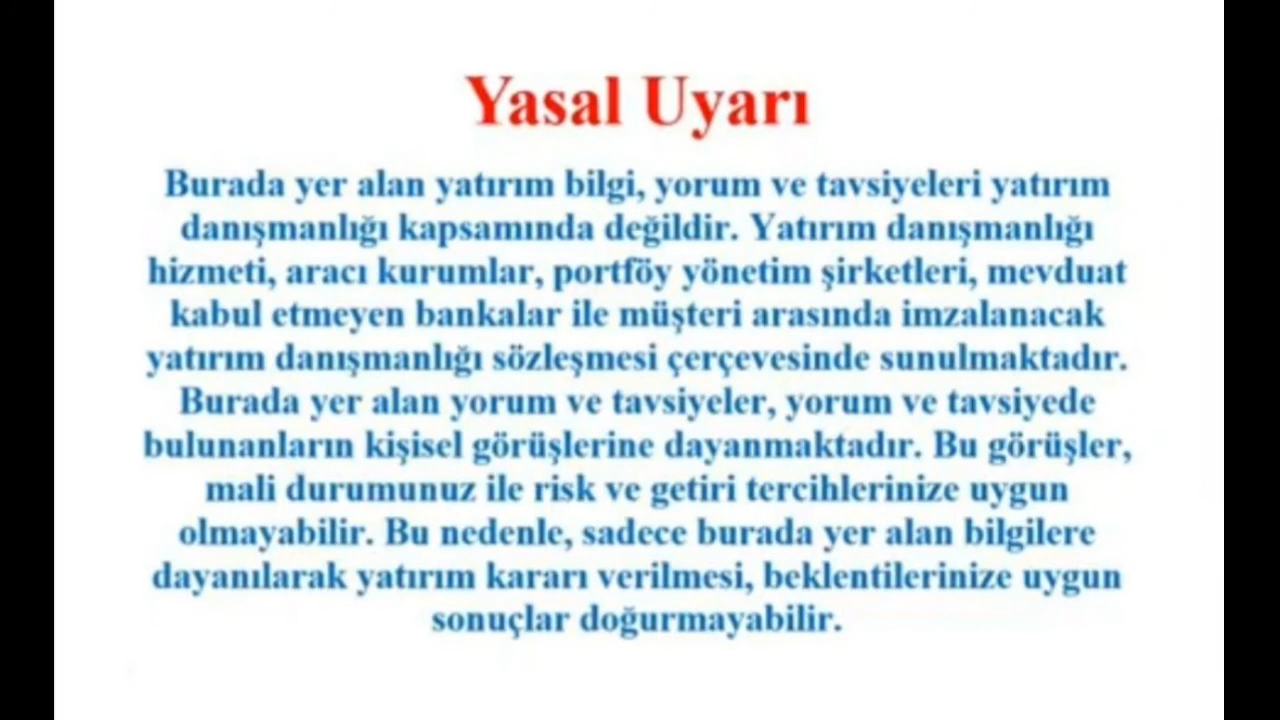 Yasal Uyarı
Burada yer alan yatırım bilgi, yorum ve tavsiyeleri yatırım
danışmanlığı kapsamında değildir. Yatırım danışmanlığı
hizmeti, aracı kurumlar, portföy yönetim şirketleri, mevduat
kabul etmeyen bankalar ile müşteri arasında imzalanacak
yatırım danışmanlığı sözleşmesi çerçevesinde sunulmaktadır.
Burada yer alan yorum ve tavsiyeler, yorum ve tavsiyede
bulunanların kişisel görüşlerine dayanmaktadır. Bu görüşler,
mali durumunuz ile risk ve getiri tercihlerinize uygun
olmayabilir. Bu nedenle, sadece burada yer alan bilgilere
dayanılarak yatırım kararı verilmesi, beklentilerinize uygun
sonuçlar doğurmayabilir.